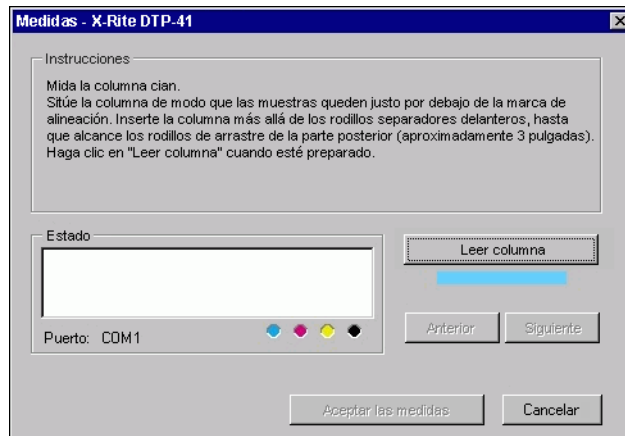 Medidas - X-Rite DTP-41
Instrucciones
Mida la columna cian.
Sitúe la columna de modo que las muestras queden justo por debajo de la marca de
alineación. Inserte la columna más allá de los rodillos separadores delanteros, hasta
que alcance los rodillos de arrastre de la parte posterior (aproximadamente 3 pulgadas).
Haga clic en "Leer columna" cuando esté preparado.
Estado
Leer columna
Puerto: COM1
Anterior
Siguiente
Aceptar las medidas
Cancelar